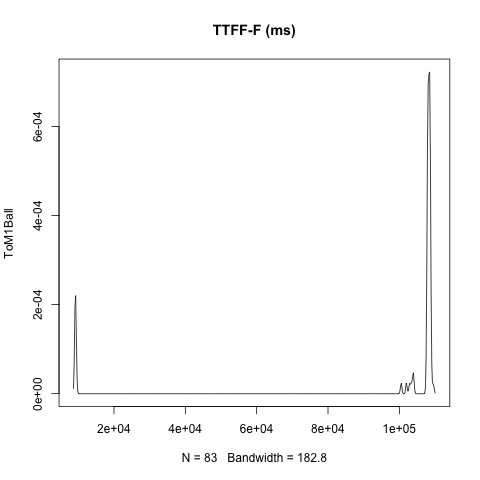 TTFF-F (ms)
ToM1Ball
6e-04
4e-04
2e-04
0e+00
2e+04 4e+04 6e+04 8e+04 1e+05
N = 83 Bandwidth = 182.8